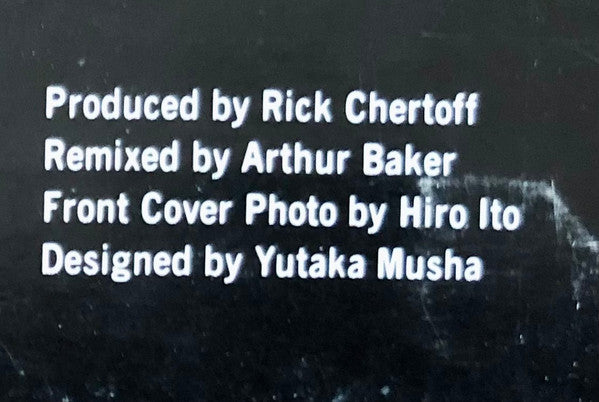 Produced by Rick Chertoff
Remixed by Arthur Baker
Front Cover Photo by Hiro Ito
Designed by Yutaka Musha